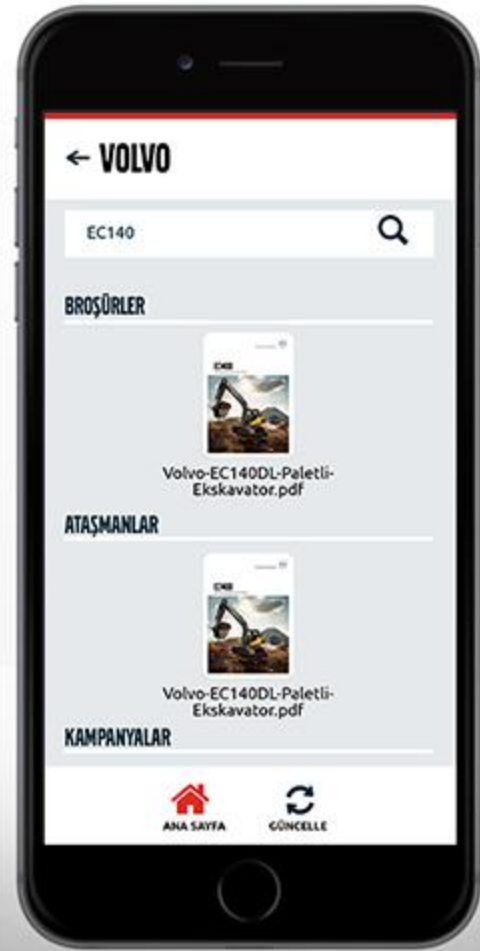 ← VOLVO
EC140
BROŞÜRLER
Volvo-EC140DL-Paletli-
Ekskavator.pdf
ATAŞMANLAR
Volvo-EC140DL-Paletli-
Ekskavator.pdf
KAMPANYALAR
ANA SAYFA GÜNCELLE